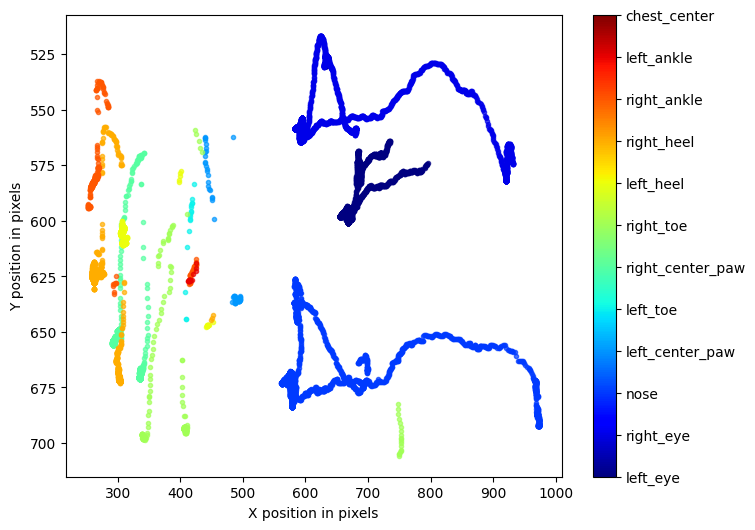 525
550
575
600
625
650
675
700
Y position in pixels
300
400
500
600
700
800
900
1000
X position in pixels
chest_center
left_ankle
right_ankle
right_heel
left_heel
right_toe
right_center_paw
left_toe
left_center_paw
nose
right_eye
left_eye